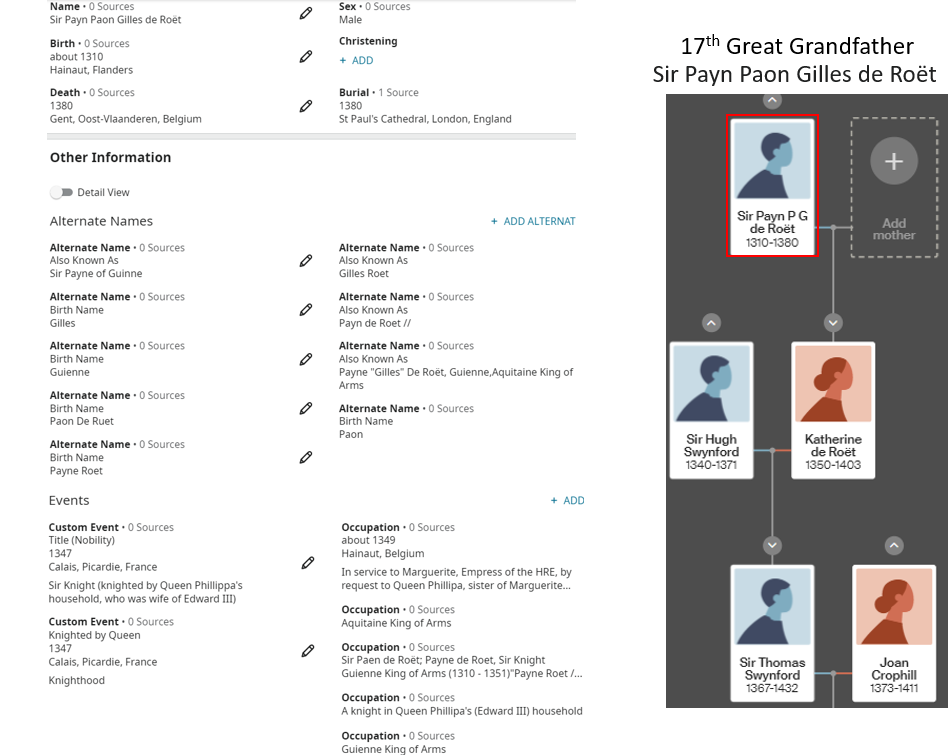 Name • 0 Sources
Sir Payn Paon Gilles de Roët
Sex • 0 Sources
Male
Birth • 0 Sources
about 1310
Hainaut, Flanders
Christening
+ ADD
Death • 0 Sources
1380
Gent, Oost-Vlaanderen, Belgium
Burial • 1 Source
1380
St Paul's Cathedral, London, England
Other Information
Detail View
Alternate Names
+ ADD ALTERNAT
Alternate Name • 0 Sources
Also Known As
Sir Payne of Guinne
Alternate Name • 0 Sources
Birth Name
Gilles
Alternate Name • 0 Sources
Birth Name
Guienne
Alternate Name • 0 Sources
Birth Name
Paon De Ruet
Alternate Name • 0 Sources
Birth Name
Payne Roet
Alternate Name • 0 Sources
Also Known As
Gilles Roet
Alternate Name • 0 Sources
Also Known As
Payn de Roet //
Alternate Name • 0 Sources
Also Known As
Payne "Gilles" De Roët, Guienne,Aquitaine King of
Arms
Alternate Name • 0 Sources
Birth Name
Paon
Events
+ ADD
Custom Event • 0 Sources
Title (Nobility)
1347
Calais, Picardie, France
Sir Knight (knighted by Queen Phillippa's
household, who was wife of Edward III)
Custom Event • 0 Sources
Knighted by Queen
1347
Calais, Picardie, France
Knighthood
Occupation • 0 Sources
about 1349
Hainaut, Belgium
In service to Marguerite, Empress of the HRE, by
request to Queen Phillipa, sister of Marguerite...
Occupation • 0 Sources
Aquitaine King of Arms
Occupation • 0 Sources
Sir Paen de Roët; Payne de Roet, Sir Knight
Guienne King of Arms (1310 - 1351)"Payne Roet /...
Occupation • 0 Sources
A knight in Queen Phillipa's (Edward III) household
Occupation • 0 Sources
Guienne King of Arms
17th Great Grandfather
Sir Payn Paon Gilles de Roët
Sir Payn P G
de Roët
1310-1380
Add
mother
Sir Hugh
Swynford
1340-1371
Katherine
de Roët
1350-1403
Sir Thomas
Swynford
1367-1432
Joan
Crophill
1373-1411